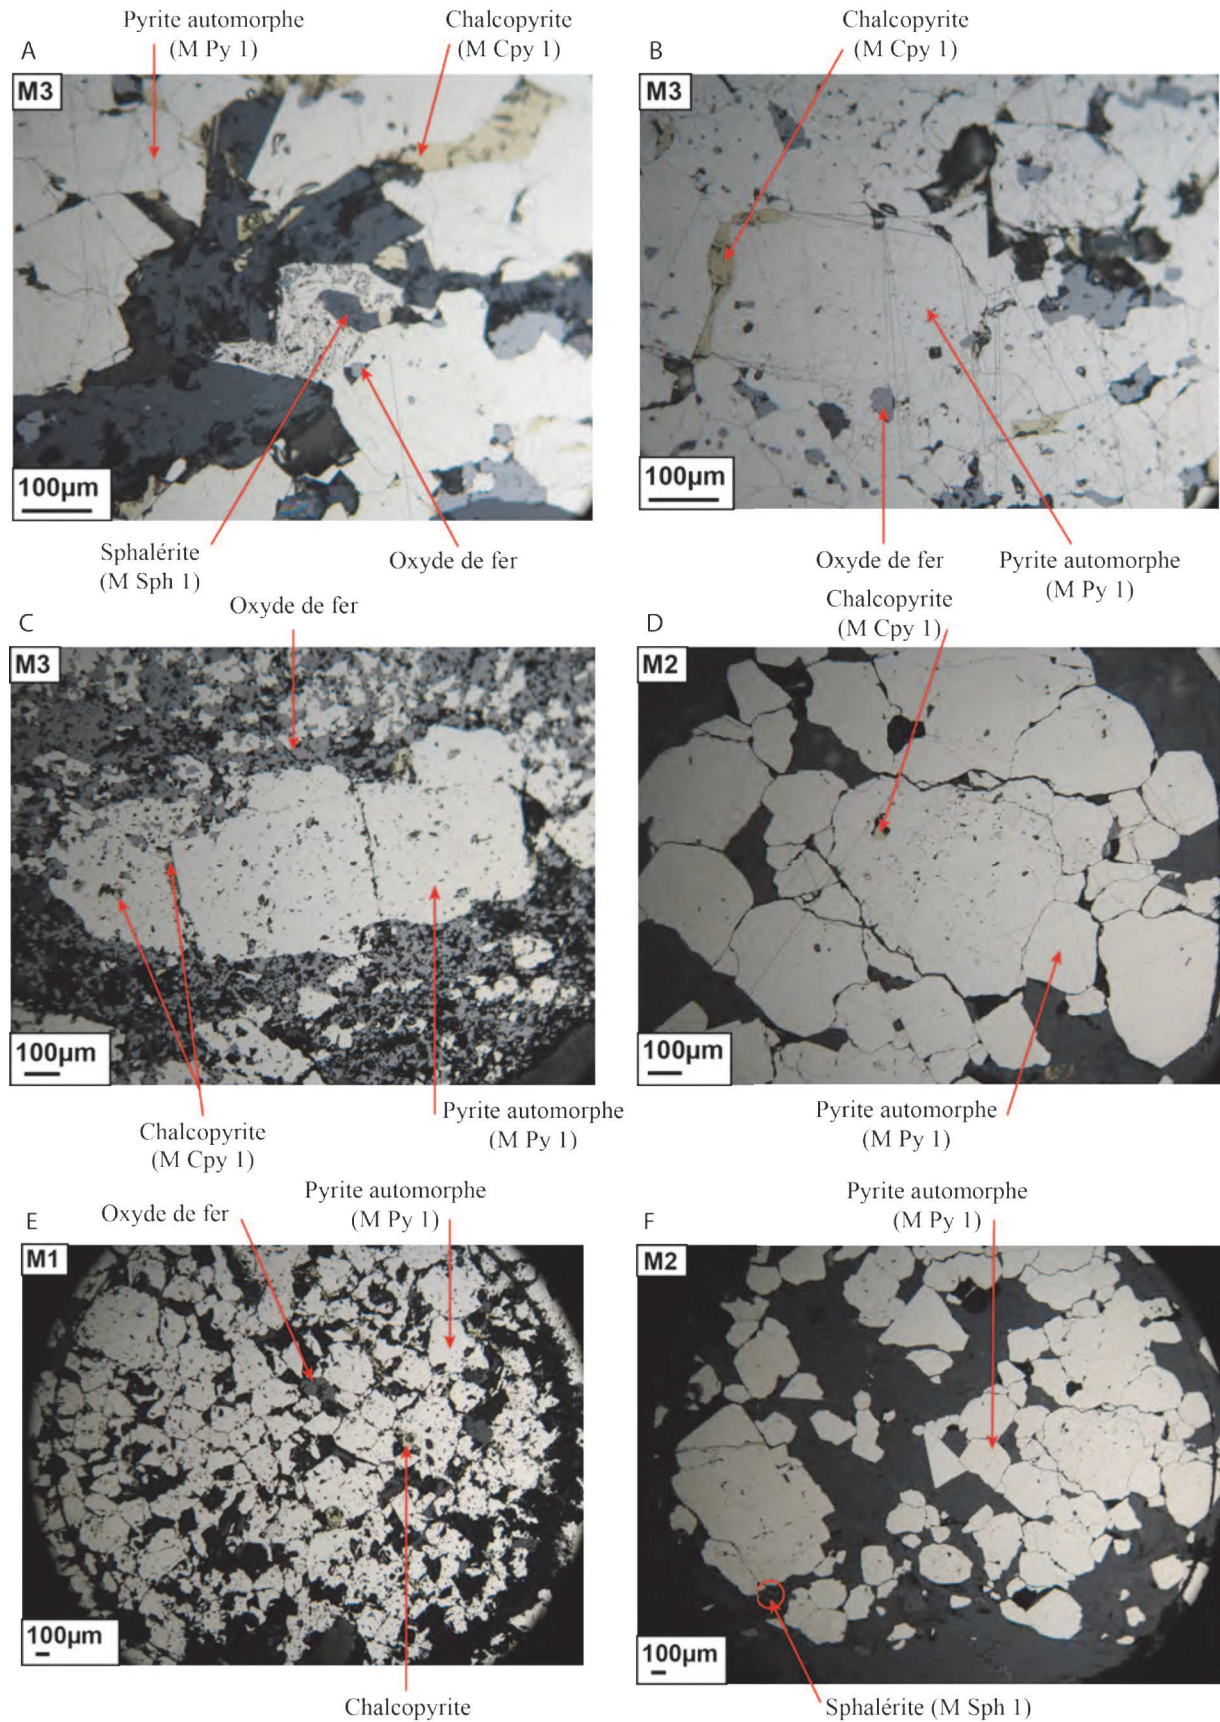 A
Pyrite automorphe
(M Py 1)
Chalcopyrite
(M Cpy 1)
M3
100µm
Sphalérite
(M Sph 1)
Oxyde de fer
B
Chalcopyrite
(M Cpy 1)
M3
100µm
Oxyde de fer
Pyrite automorphe
(M Py 1)
C
Oxyde de fer
M3
100µm
Chalcopyrite
(M Cpy 1)
Pyrite automorphe
(M Py 1)
D
Chalcopyrite
(M Cpy 1)
M2
100µm
Pyrite automorphe
(M Py 1)
E
Oxyde de fer
Pyrite automorphe
(M Py 1)
M1
100µm
Chalcopyrite
F
Pyrite automorphe
(M Py 1)
M2
100µm
Sphalérite (M Sph 1)